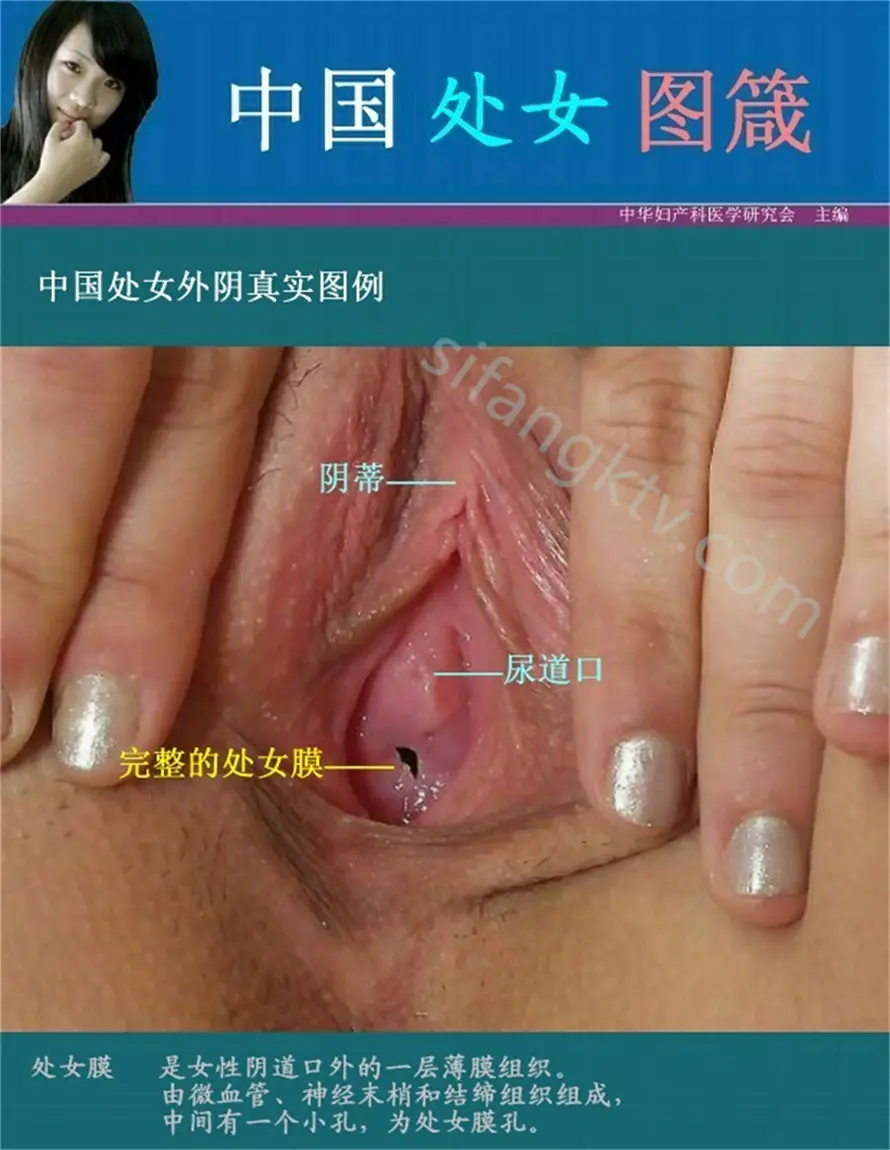 中国 处女 图箴
中华妇产科医学研究会 主编
中国处女外阴真实图例
sifangktv.com
阴蒂
尿道口
完整的处女膜
处女膜 是女性阴道口外的一层薄膜组织。
由微血管、神经末梢和结缔组织组成，
中间有一个小孔，为处女膜孔。